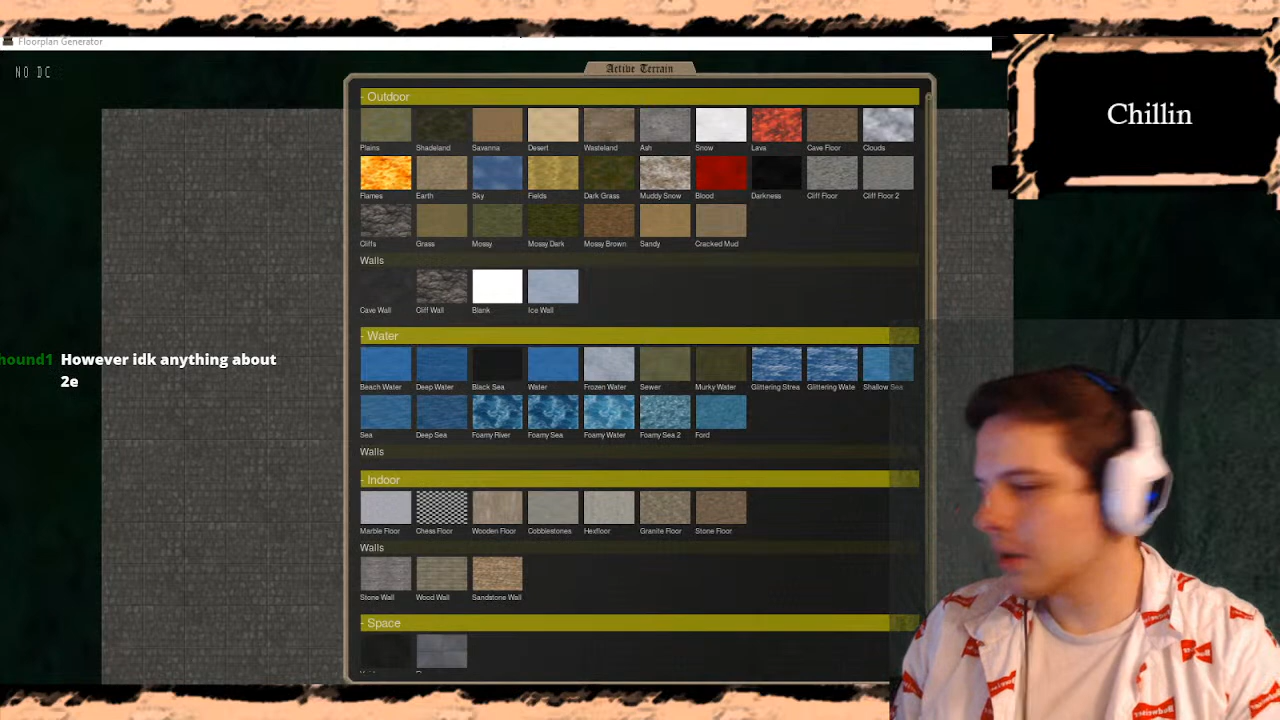 Floorplan Generator
NO DC
Active Terrain
Chillin
- Outdoor
Plains Shadeland Savanna Desert Wasteland Ash Snow Lava Cave Floor Clouds
Flames Earth Sky Fields Dark Grass Muddy Snow Blood Darkness Cliff Floor Cliff Floor 2
Cliffs Grass Mossy Mossy Dark Mossy Brown Sandy Cracked Mud
Walls
Cave Wall Cliff Wall Blank Ice Wall
- Water
hound1 However idk anything about
2e
Beach Water Deep Water Black Sea Water Frozen Water Sewer Murky Water Glittering Strea Glittering Wate Shallow Sea
Sea Deep Sea Foamy River Foamy Sea Foamy Water Foamy Sea 2 Ford
Walls
- Indoor
Marble Floor Chess Floor Wooden Floor Cobblestones Hexfloor Granite Floor Stone Floor
Walls
Stone Wall Wood Wall Sandstone Wall
- Space